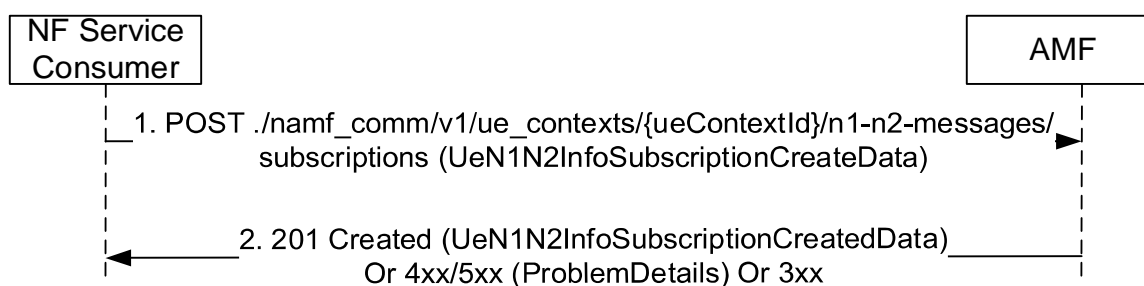 NF Service
Consumer
AMF
1. POST ./namf_comm/v1/ue_contexts/{ueContextId}/n1-n2-messages/
subscriptions (UeN1N2InfoSubscriptionCreateData)
2. 201 Created (UeN1N2InfoSubscriptionCreatedData)
Or 4xx/5xx (ProblemDetails) Or 3xx